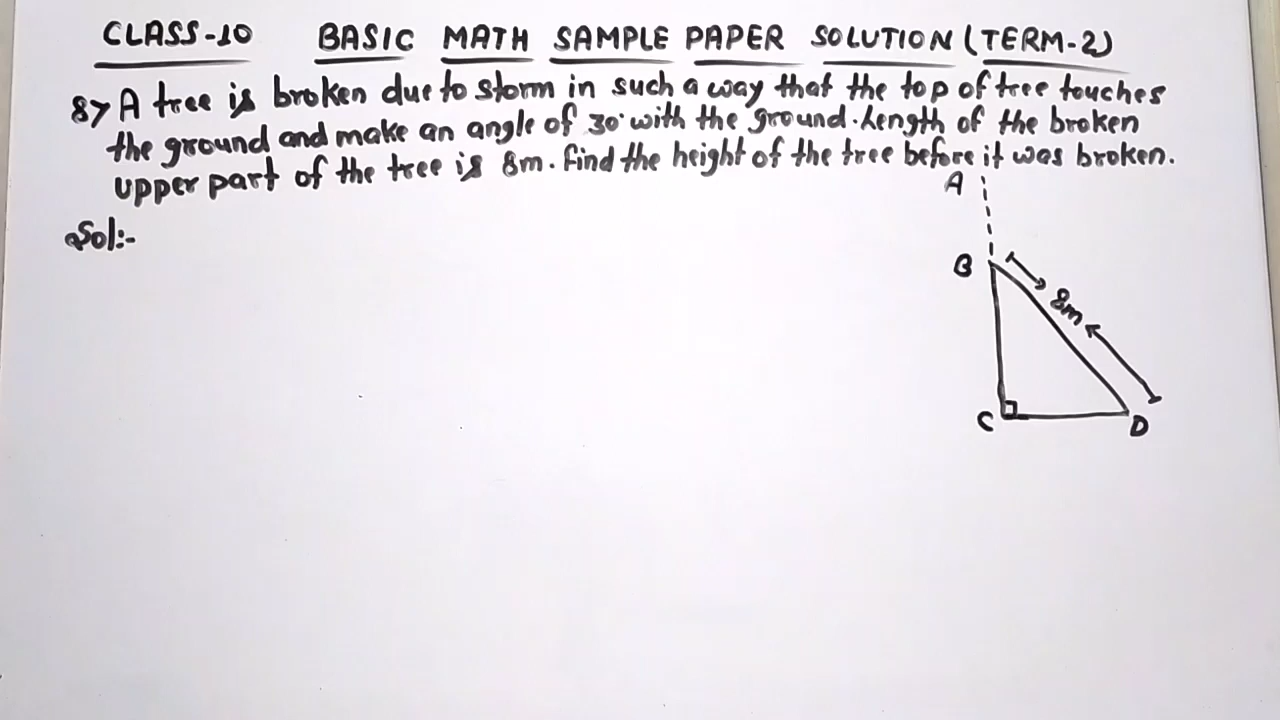 CLASS-10 BASIC MATH SAMPLE PAPER SOLUTION (TERM-2)
8> A tree is broken due to storm in such a way that the top of tree touches
the ground and make an angle of 30° with the ground. Length of the broken
upper part of the tree is 8m. Find the height of the tree before it was broken.
A
Sol:-
B
8m
C
D